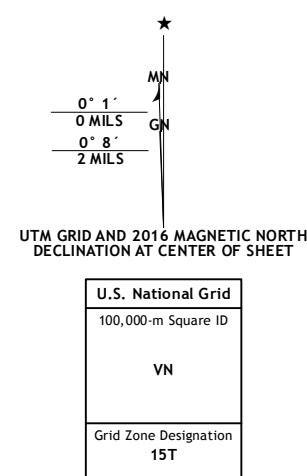 ★
MN
0° 1´
0 MILS
GN
0° 8´
2 MILS
UTM GRID AND 2016 MAGNETIC NORTH
DECLINATION AT CENTER OF SHEET
U.S. National Grid
100,000-m Square ID
VN
Grid Zone Designation
15T